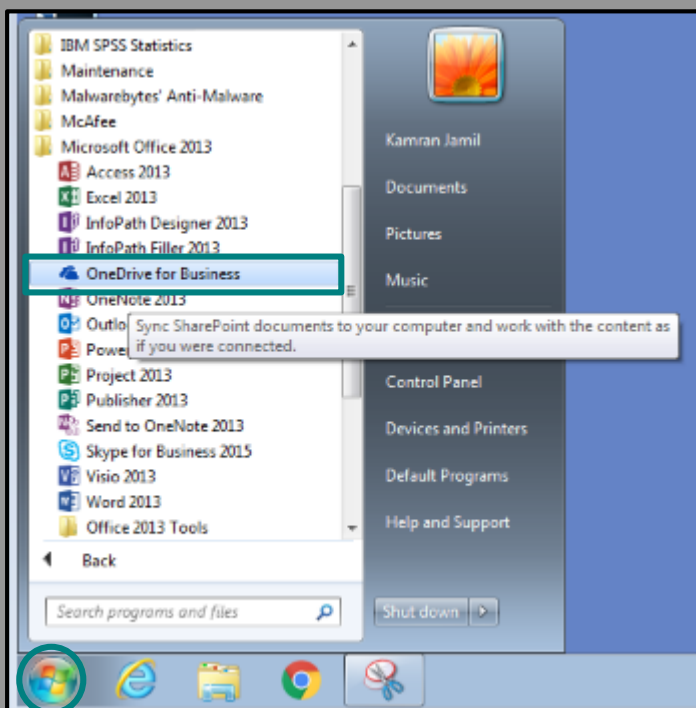 IBM SPSS Statistics
Maintenance
Malwarebytes' Anti-Malware
McAfee
Microsoft Office 2013
Access 2013
Excel 2013
InfoPath Designer 2013
InfoPath Filler 2013
OneDrive for Business
OneNote 2013
Outlo
Power
Project 2013
Publisher 2013
Send to OneNote 2013
Skype for Business 2015
Visio 2013
Word 2013
Office 2013 Tools
Back
Search programs and files
Sync SharePoint documents to your computer and work with the content as
if you were connected.
Kamran Jamil
Documents
Pictures
Music
Control Panel
Devices and Printers
Default Programs
Help and Support
Shut down